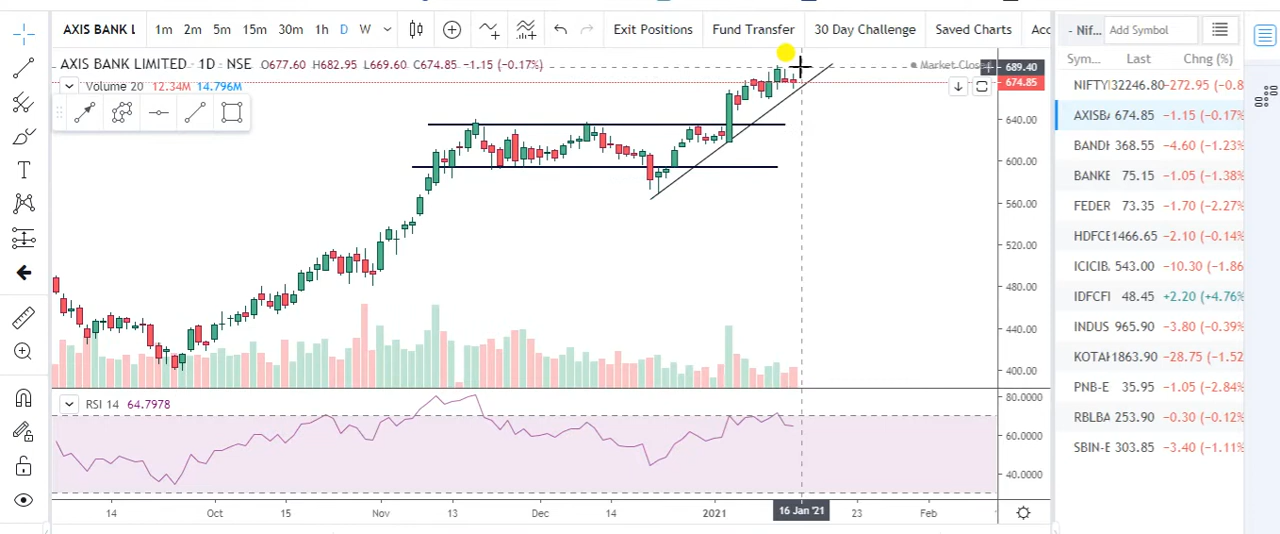 AXIS BANK L 1m 2m 5m 15m 30m 1h D W Exit Positions Fund Transfer 30 Day Challenge Saved Charts Acc
AXIS BANK LIMITED · 1D · NSE O677.60 H682.95 L669.60 C674.85 −1.15 (−0.17%)
Market Close
Volume 20 12.34M 14.796M
689.40
674.85
640.00
600.00
560.00
520.00
480.00
440.00
400.00
RSI 14 64.7978
80.0000
60.0000
40.0000
14 Oct 15 Nov 13 Dec 14 2021 16 Jan '21 23 Feb
- Nif... Add Symbol
Sym... Last Chng (%)
NIFTY 32246.80 -272.95 (-0.8
AXISBA 674.85 −1.15 (−0.17%
BANDI 368.55 −4.60 (−1.23%
BANKE 75.15 −1.05 (−1.38%
FEDER 73.35 −1.70 (−2.27%
HDFCE 1466.65 −2.10 (−0.14%
ICICIB 543.00 −10.30 (−1.86
IDFCFI 48.45 +2.20 (+4.76%
INDUS 965.90 −3.80 (−0.39%
KOTAK 1863.90 −28.75 (−1.52
PNB-E 35.95 −1.05 (−2.84%
RBLBA 253.90 −0.30 (−0.12%
SBIN-E 303.85 −3.40 (−1.11%